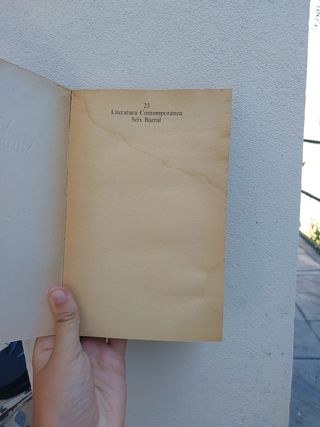 23
Literatura Contemporánea
Seix Barral